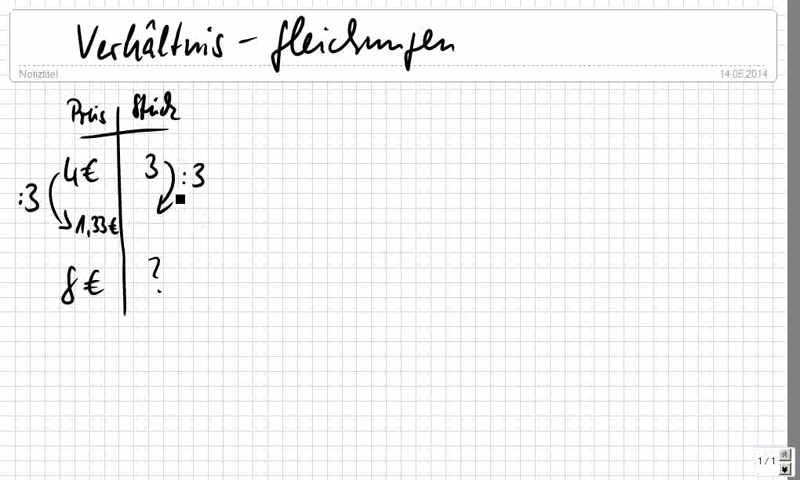 Verhältnis - gleichungen
Notiztitel 14.05.2014
Preis Stück
4€ 3
:3 :3
1,33€
8€ ?
1/1